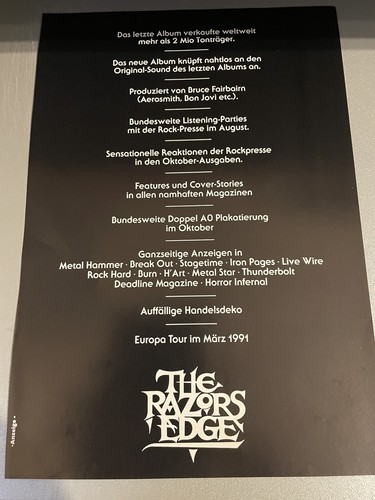 Das letzte Album verkaufte weltweit
mehr als 2 Mio Tonträger.
Das neue Album knüpft nahtlos an den
Original-Sound des letzten Albums an.
Produziert von Bruce Fairbairn
(Aerosmith, Bon Jovi etc.).
Bundesweite Listening-Parties
mit der Rock-Presse im August.
Sensationelle Reaktionen der Rockpresse
in den Oktober-Ausgaben.
Features und Cover-Stories
in allen namhaften Magazinen
Bundesweite Doppel A0 Plakatierung
im Oktober
Ganzseitige Anzeigen in
Metal Hammer · Break Out · Stagetime · Iron Pages · Live Wire
Rock Hard · Burn · H'Art · Metal Star · Thunderbolt
Deadline Magazine · Horror Infernal
Auffällige Handelsdeko
Europa Tour im März 1991
THE
RAZORS
EDGE
· Anzeige ·